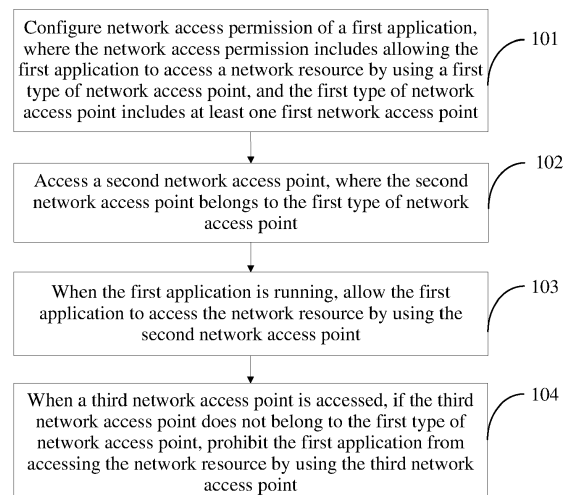 Configure network access permission of a first application,
where the network access permission includes allowing the
first application to access a network resource by using a first
type of network access point, and the first type of network
access point includes at least one first network access point
101
Access a second network access point, where the second
network access point belongs to the first type of network
access point
102
When the first application is running, allow the first
application to access the network resource by using the
second network access point
103
When a third network access point is accessed, if the third
network access point does not belong to the first type of
network access point, prohibit the first application from
accessing the network resource by using the third network
access point
104